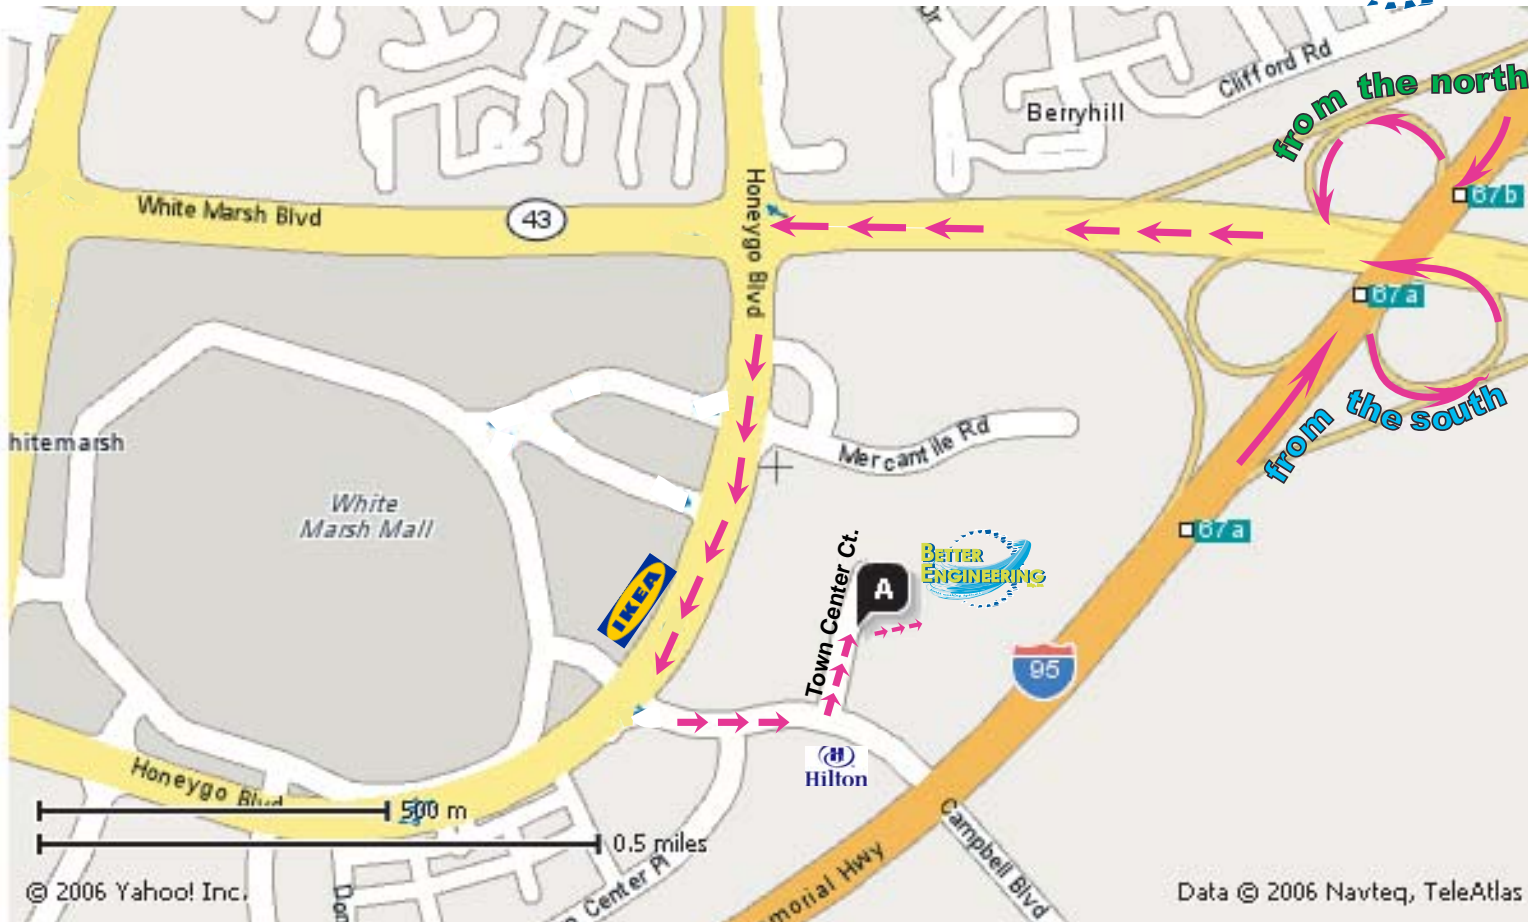 Clifford Rd
from the north
Berryhill
67b
White Marsh Blvd
43
Honeygo Blvd
67a
from the south
Mercantile Rd
hitemarsh
White
Marsh Mall
67a
Town Center Ct.
BETTER
ENGINEERING
A
IKEA
95
Hilton
Honeygo Blvd
500 m
0.5 miles
Campbell Blvd
Center Pl
morial Hwy
© 2006 Yahoo! Inc.
Data © 2006 Navteq, TeleAtlas